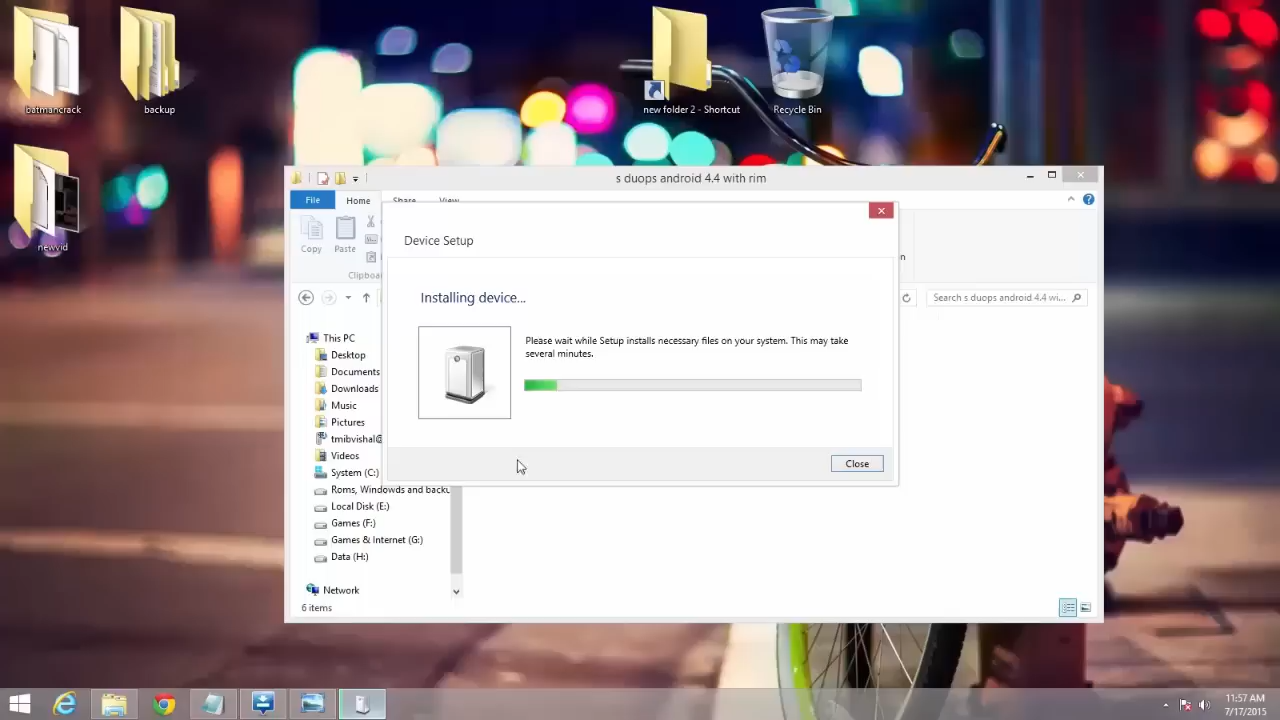 batmancrack
backup
new folder 2 - Shortcut
Recycle Bin
newvid
s duops android 4.4 with rim
File
Home
Share
View
Copy
Paste
Clipboa
Device Setup
Installing device...
Please wait while Setup installs necessary files on your system. This may take
several minutes.
Close
Search s duops android 4.4 wi...
This PC
Desktop
Documents
Downloads
Music
Pictures
tmibvishal@
Videos
System (C:)
Roms, Windowds and backu
Local Disk (E:)
Games (F:)
Games & Internet (G:)
Data (H:)
Network
6 items
11:57 AM
7/17/2015